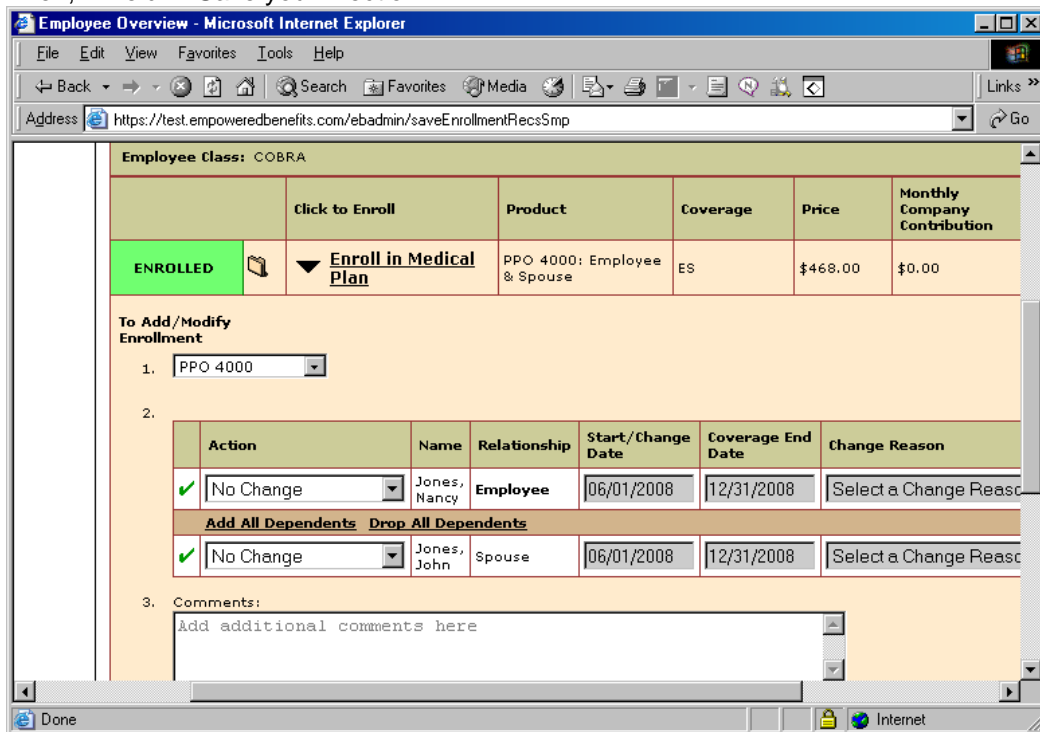 Employee Overview - Microsoft Internet Explorer
File Edit View Favorites Tools Help
Back Search Favorites Media Links »
Address https://test.empoweredbenefits.com/ebadmin/saveEnrollmentRecsSmp Go
Employee Class: COBRA
Click to Enroll Product Coverage Price Monthly Company Contribution
ENROLLED Enroll in Medical Plan PPO 4000: Employee & Spouse ES $468.00 $0.00
To Add/Modify
Enrollment
1. PPO 4000
2.
Action Name Relationship Start/Change Date Coverage End Date Change Reason
No Change Jones, Nancy Employee 06/01/2008 12/31/2008 Select a Change Reaso
Add All Dependents Drop All Dependents
No Change Jones, John Spouse 06/01/2008 12/31/2008 Select a Change Reaso
3. Comments:
Add additional comments here
Done Internet